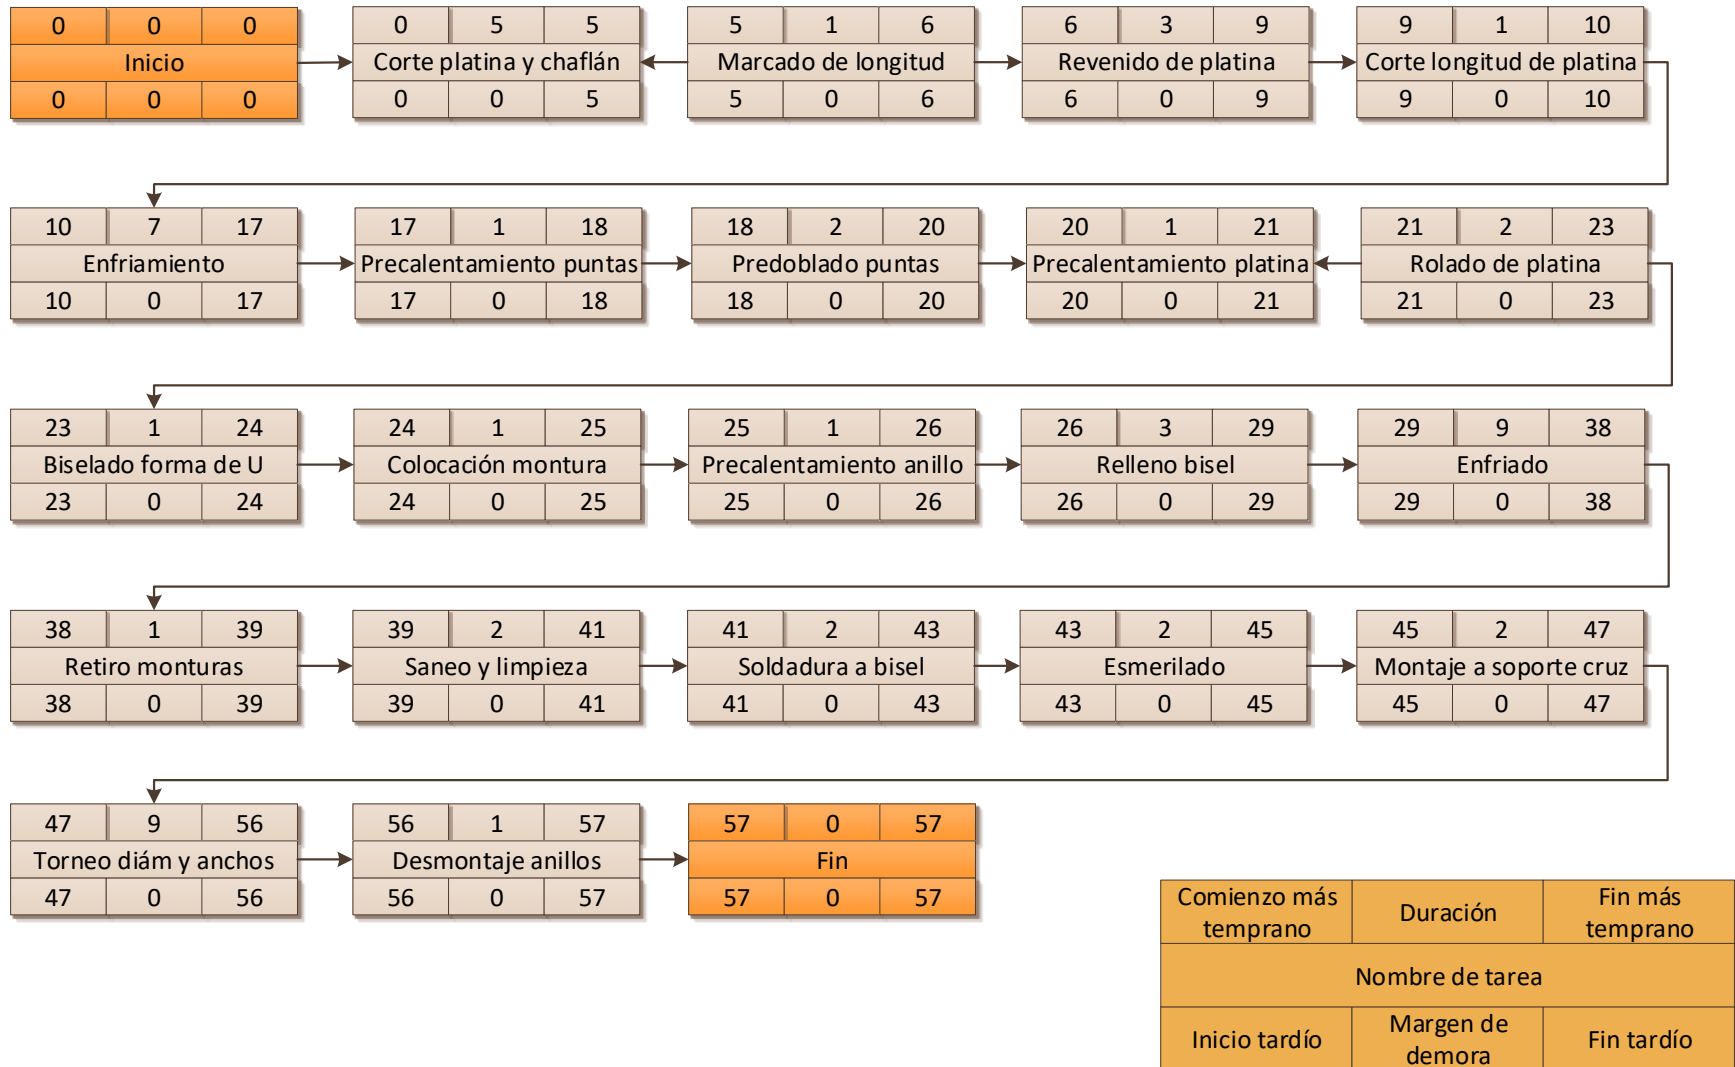 0 0 0
Inicio
0 0 0
0 5 5
Corte platina y chaflán
0 0 5
5 1 6
Marcado de longitud
5 0 6
6 3 9
Revenido de platina
6 0 9
9 1 10
Corte longitud de platina
9 0 10
10 7 17
Enfriamiento
10 0 17
17 1 18
Precalentamiento puntas
17 0 18
18 2 20
Predoblado puntas
18 0 20
20 1 21
Precalentamiento platina
20 0 21
21 2 23
Rolado de platina
21 0 23
23 1 24
Biselado forma de U
23 0 24
24 1 25
Colocación montura
24 0 25
25 1 26
Precalentamiento anillo
25 0 26
26 3 29
Relleno bisel
26 0 29
29 9 38
Enfriado
29 0 38
38 1 39
Retiro monturas
38 0 39
39 2 41
Saneo y limpieza
39 0 41
41 2 43
Soldadura a bisel
41 0 43
43 2 45
Esmerilado
43 0 45
45 2 47
Montaje a soporte cruz
45 0 47
47 9 56
Torneo diám y anchos
47 0 56
56 1 57
Desmontaje anillos
56 0 57
57 0 57
Fin
57 0 57
Comienzo más
temprano
Duración
Fin más
temprano
Nombre de tarea
Inicio tardío
Margen de
demora
Fin tardío